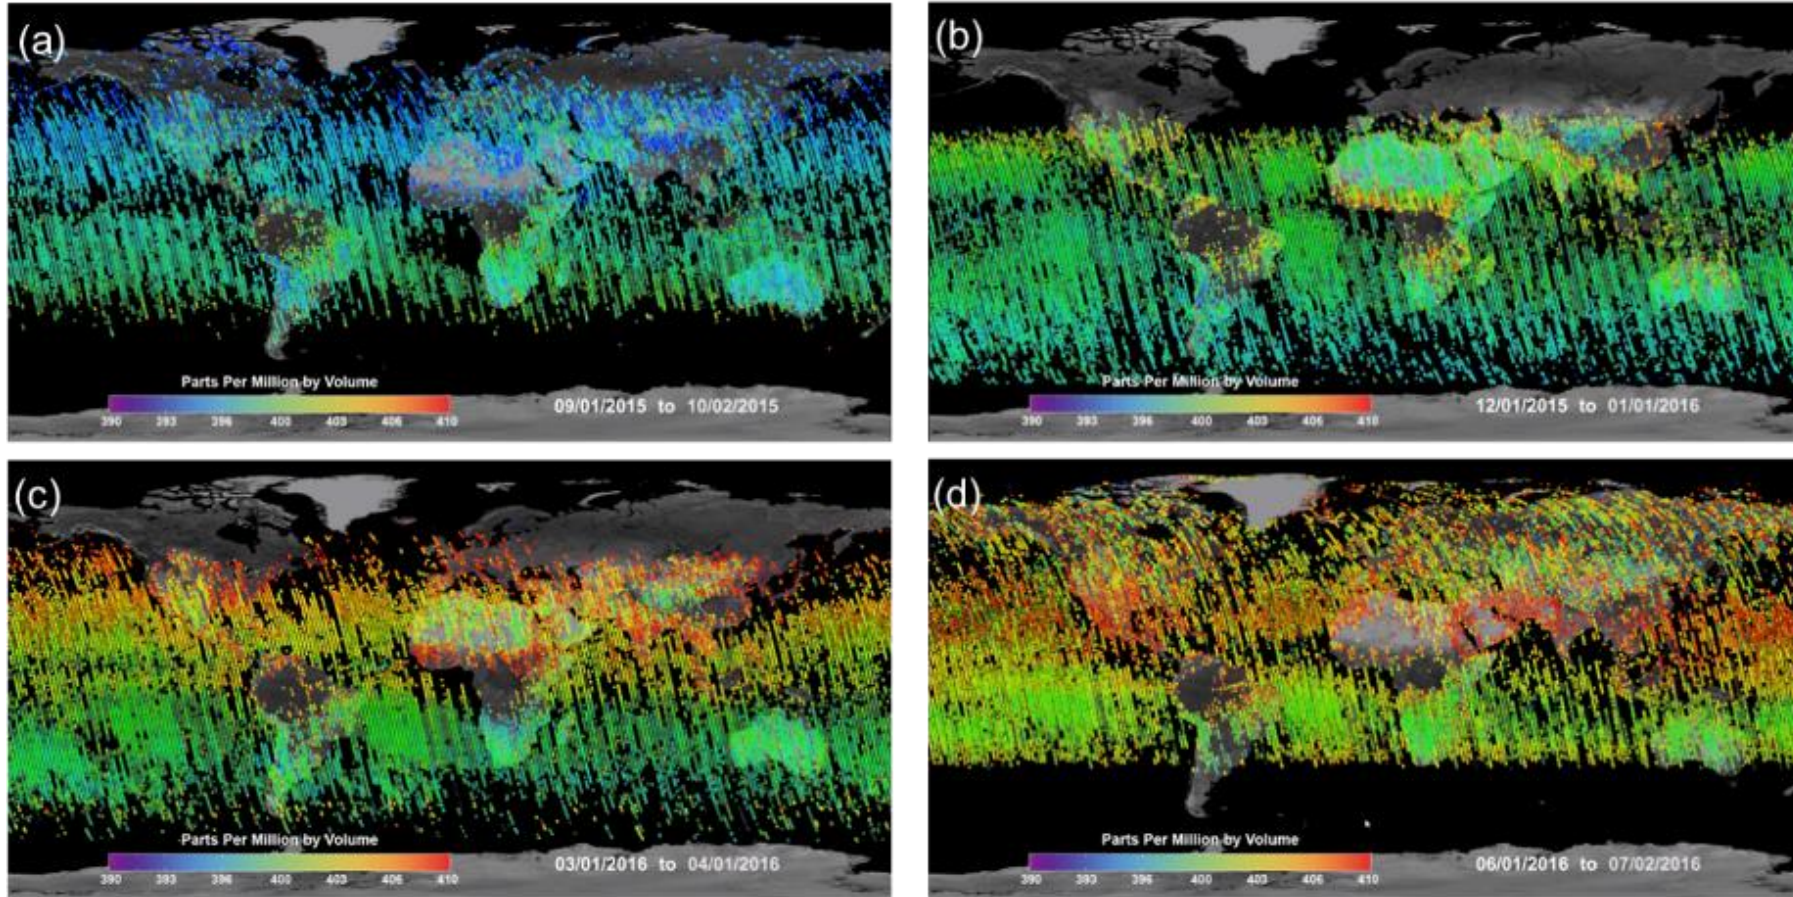 (a)
Parts Per Million by Volume
390 393 396 400 403 406 410
09/01/2015 to 10/02/2015
(b)
Parts Per Million by Volume
390 393 396 400 403 406 410
12/01/2015 to 01/01/2016
(c)
Parts Per Million by Volume
390 393 396 400 403 406 410
03/01/2016 to 04/01/2016
(d)
Parts Per Million by Volume
390 393 396 400 403 406 410
06/01/2016 to 07/02/2016